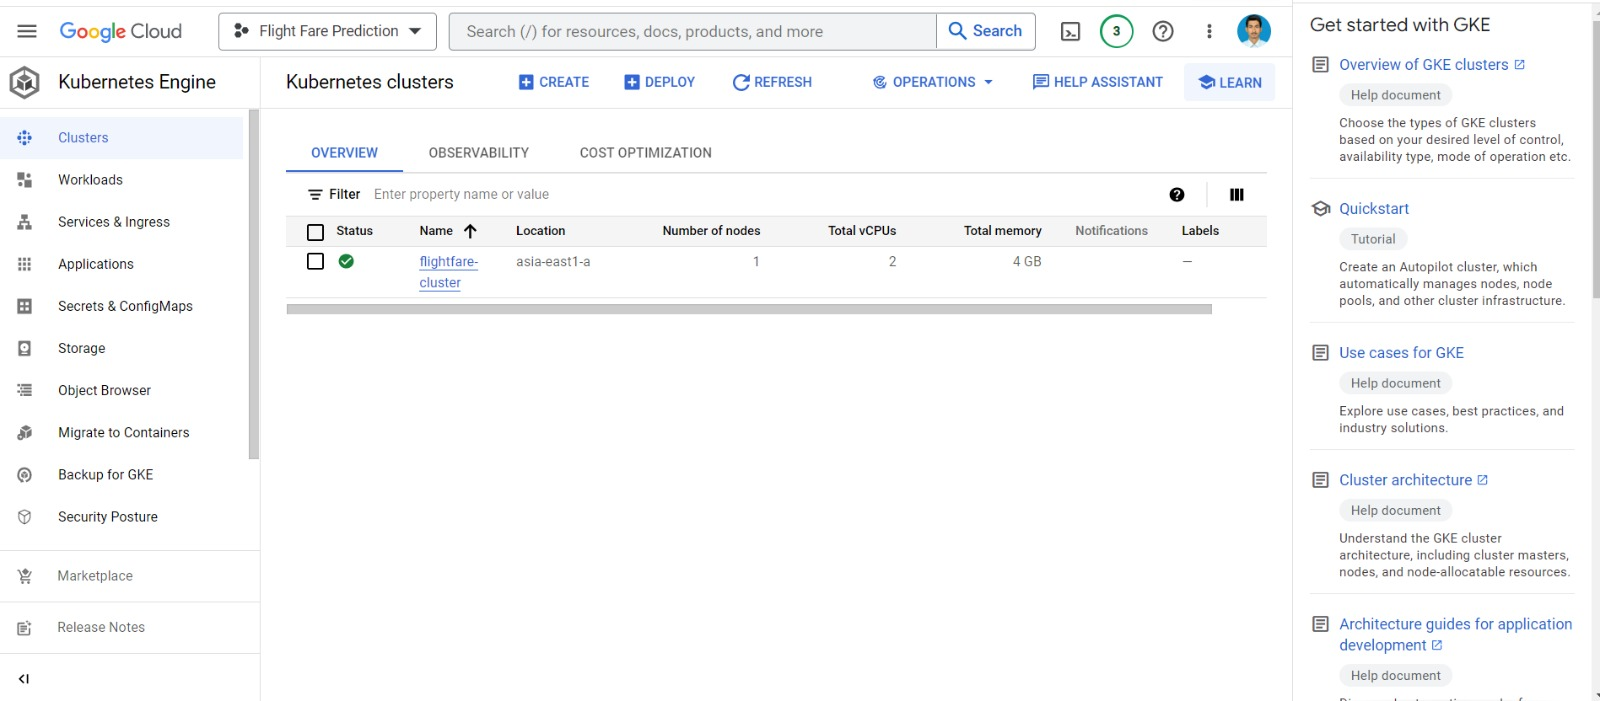 Google Cloud
Flight Fare Prediction
Search (/) for resources, docs, products, and more
Search
3
Kubernetes Engine
Clusters
Workloads
Services & Ingress
Applications
Secrets & ConfigMaps
Storage
Object Browser
Migrate to Containers
Backup for GKE
Security Posture
Marketplace
Release Notes
Kubernetes clusters
CREATE
DEPLOY
REFRESH
OPERATIONS
HELP ASSISTANT
LEARN
OVERVIEW
OBSERVABILITY
COST OPTIMIZATION
Filter Enter property name or value
Status Name Location Number of nodes Total vCPUs Total memory Notifications Labels
flightfare- asia-east1-a 1 2 4 GB —
cluster
Get started with GKE
Overview of GKE clusters
Help document
Choose the types of GKE clusters
based on your desired level of control,
availability type, mode of operation etc.
Quickstart
Tutorial
Create an Autopilot cluster, which
automatically manages nodes, node
pools, and other cluster infrastructure.
Use cases for GKE
Help document
Explore use cases, best practices, and
industry solutions.
Cluster architecture
Help document
Understand the GKE cluster
architecture, including cluster masters,
nodes, and node-allocatable resources.
Architecture guides for application
development
Help document